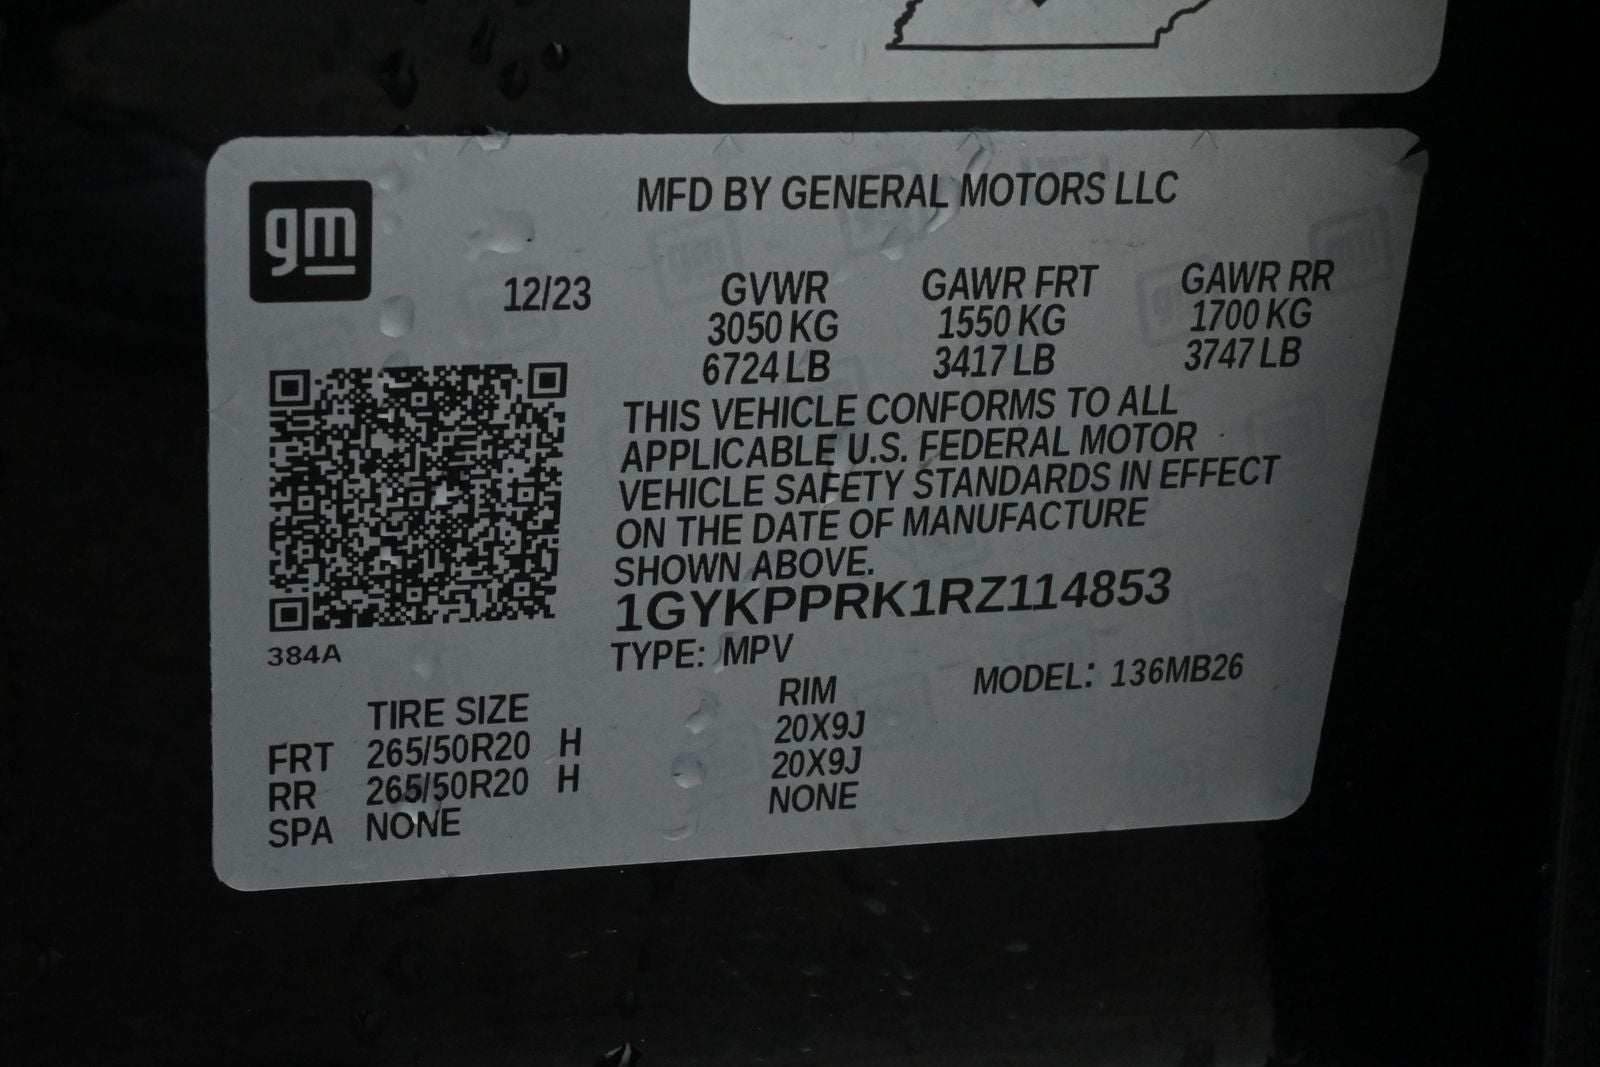 gm
MFD BY GENERAL MOTORS LLC
12/23 GVWR GAWR FRT GAWR RR
3050 KG 1550 KG 1700 KG
6724 LB 3417 LB 3747 LB
THIS VEHICLE CONFORMS TO ALL
APPLICABLE U.S. FEDERAL MOTOR
VEHICLE SAFETY STANDARDS IN EFFECT
ON THE DATE OF MANUFACTURE
SHOWN ABOVE.
1GYKPPRK1RZ114853
384A
TYPE: MPV
MODEL: 136MB26
TIRE SIZE RIM
FRT 265/50R20 H 20X9J
RR 265/50R20 H 20X9J
SPA NONE NONE